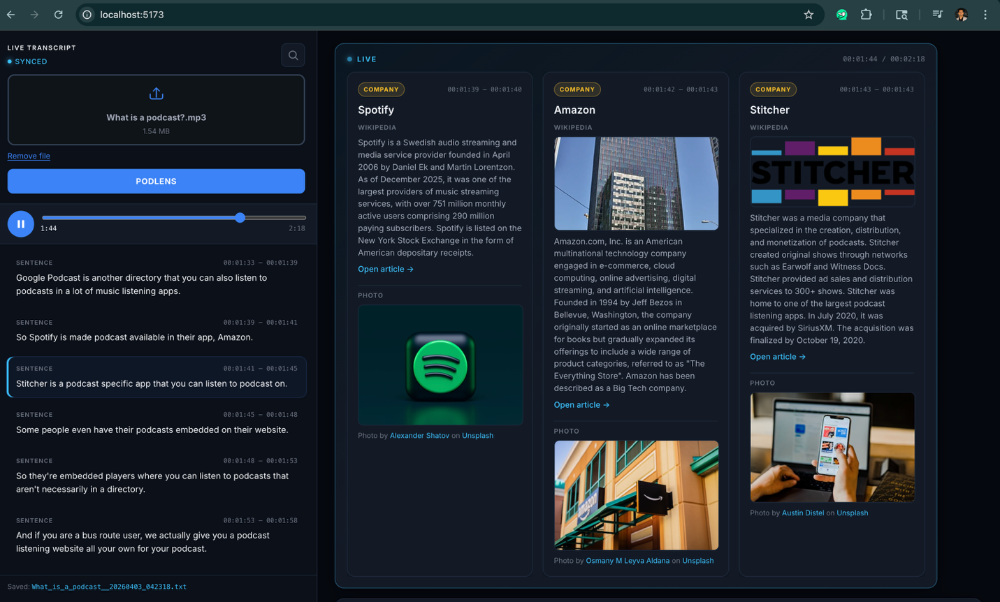 localhost:5173
LIVE TRANSCRIPT
SYNCED
What is a podcast?.mp3
1.54 MB
Remove file
PODLENS
1:44
2:18
SENTENCE
00:01:33 — 00:01:39
Google Podcast is another directory that you can also listen to
podcasts in a lot of music listening apps.
SENTENCE
00:01:39 — 00:01:41
So Spotify is made podcast available in their app, Amazon.
SENTENCE
00:01:41 — 00:01:45
Stitcher is a podcast specific app that you can listen to podcast on.
SENTENCE
00:01:45 — 00:01:48
Some people even have their podcasts embedded on their website.
SENTENCE
00:01:48 — 00:01:53
So they're embedded players where you can listen to podcasts that
aren't necessarily in a directory.
SENTENCE
00:01:53 — 00:01:58
And if you are a bus route user, we actually give you a podcast
listening website all your own for your podcast.
Saved: What_is_a_podcast__20260403_042318.txt
LIVE
00:01:44 / 00:02:18
COMPANY
00:01:39 — 00:01:40
Spotify
WIKIPEDIA
Spotify is a Swedish audio streaming and
media service provider founded in April
2006 by Daniel Ek and Martin Lorentzon.
As of December 2025, it was one of the
largest providers of music streaming
services, with over 751 million monthly
active users comprising 290 million
paying subscribers. Spotify is listed on the
New York Stock Exchange in the form of
American depositary receipts.
Open article →
PHOTO
Photo by Alexander Shatov on Unsplash
COMPANY
00:01:42 — 00:01:43
Amazon
WIKIPEDIA
Amazon.com, Inc. is an American
multinational technology company
engaged in e-commerce, cloud
computing, online advertising, digital
streaming, and artificial intelligence.
Founded in 1994 by Jeff Bezos in
Bellevue, Washington, the company
originally started as an online marketplace
for books but gradually expanded its
offerings to include a wide range of
product categories, referred to as "The
Everything Store". Amazon has been
described as a Big Tech company.
Open article →
PHOTO
amazon
Photo by Osmany M Leyva Aldana on Unsplash
COMPANY
00:01:43 — 00:01:43
Stitcher
WIKIPEDIA
STITCHER
Stitcher was a media company that
specialized in the creation, distribution,
and monetization of podcasts. Stitcher
created original shows through networks
such as Earwolf and Witness Docs.
Stitcher provided ad sales and distribution
services to 300+ shows. Stitcher was
home to one of the largest podcast
listening apps. In July 2020, it was
acquired by SiriusXM. The acquisition was
finalized by October 19, 2020.
Open article →
PHOTO
Photo by Austin Distel on Unsplash